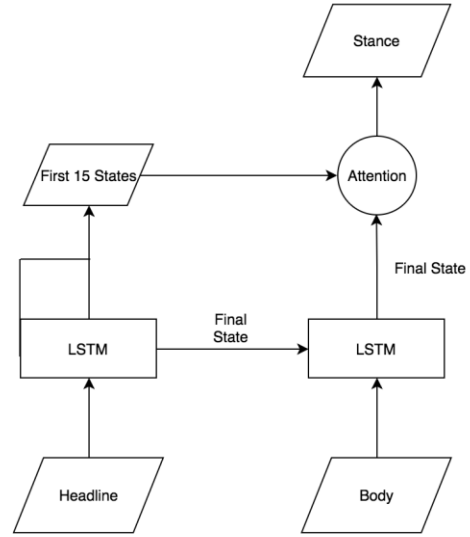 Stance
First 15 States
Attention
Final State
Final
State
LSTM
LSTM
Headline
Body